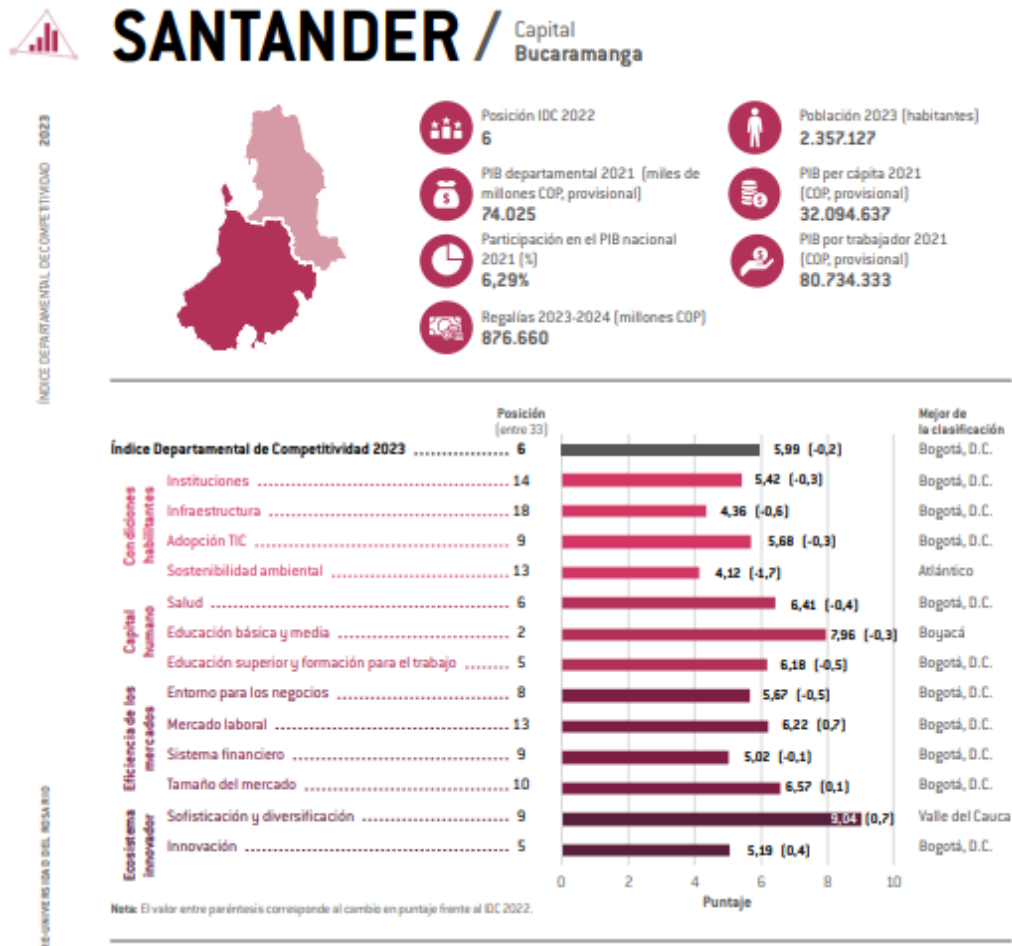 SANTANDER / Capital
Bucaramanga
ÍNDICE DEPARTAMENTAL DE COMPETITIVIDAD 2023
Posición IDC 2022
6
PIB departamental 2021 (miles de
millones COP, provisional)
74.025
Participación en el PIB nacional
2021 (%)
6,29%
Regalías 2023-2024 (millones COP)
876.660
Población 2023 (habitantes)
2.357.127
PIB per cápita 2021
(COP, provisional)
32.094.637
PIB por trabajador 2021
(COP, provisional)
80.734.333
Posición
(entre 33)
Mejor de
la clasificación
Índice Departamental de Competitividad 2023 6 5,99 (-0,2) Bogotá, D.C.
Condiciones
habilitantes
Instituciones 14 5,42 (-0,3) Bogotá, D.C.
Infraestructura 18 4,36 (-0,6) Bogotá, D.C.
Adopción TIC 9 5,68 (-0,3) Bogotá, D.C.
Sostenibilidad ambiental 13 4,12 (-1,7) Atlántico
Capital
humano
Salud 6 6,41 (-0,4) Bogotá, D.C.
Educación básica y media 2 7,96 (-0,3) Boyacá
Educación superior y formación para el trabajo 5 6,18 (-0,5) Bogotá, D.C.
Eficiencia de los
mercados
Entorno para los negocios 8 5,67 (-0,5) Bogotá, D.C.
Mercado laboral 13 6,22 (0,7) Bogotá, D.C.
Sistema financiero 9 5,02 (-0,1) Bogotá, D.C.
Tamaño del mercado 10 6,57 (0,1) Bogotá, D.C.
Ecosistema
innovador
Sofisticación y diversificación 9 9,04 (0,7) Valle del Cauca
Innovación 5 5,19 (0,4) Bogotá, D.C.
0 2 4 6 8 10
Puntaje
Nota: El valor entre paréntesis corresponde al cambio en puntaje frente al IDC 2022.
UNIVERSIDAD DEL ROSARIO